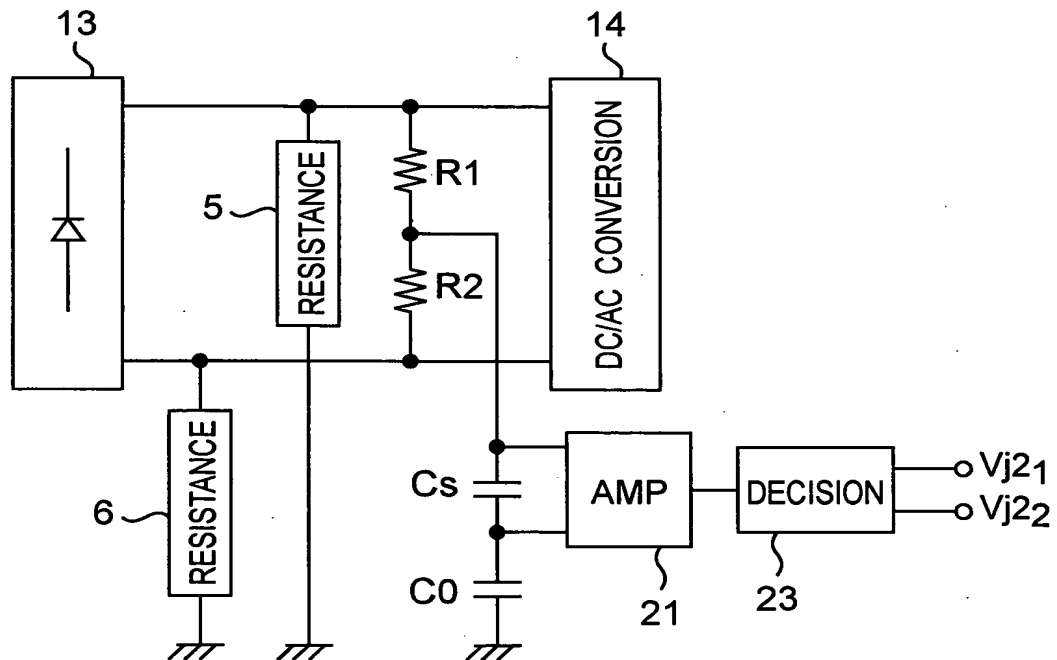 13
14
RESISTANCE
5
R1
R2
DC/AC CONVERSION
RESISTANCE
6
Cs
C0
AMP
21
DECISION
23
Vj2₁
Vj2₂